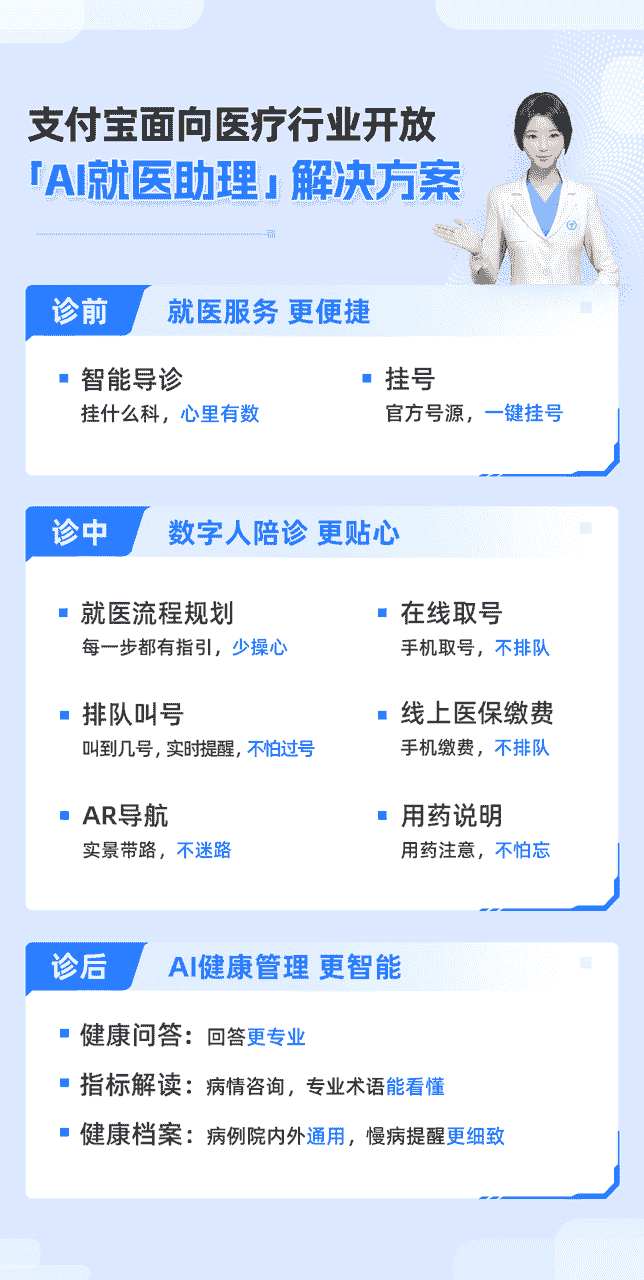 支付宝面向医疗行业开放
「AI就医助理」解决方案
诊前
就医服务 更便捷
智能导诊
挂什么科，心里有数
挂号
官方号源，一键挂号
诊中
数字人陪诊 更贴心
就医流程规划
每一步都有指引，少操心
在线取号
手机取号，不排队
排队叫号
叫到几号，实时提醒，不怕过号
线上医保缴费
手机缴费，不排队
AR导航
实景带路，不迷路
用药说明
用药注意，不怕忘
诊后
AI健康管理 更智能
健康问答：回答更专业
指标解读：病情咨询，专业术语能看懂
健康档案：病例院内外通用，慢病提醒更细致